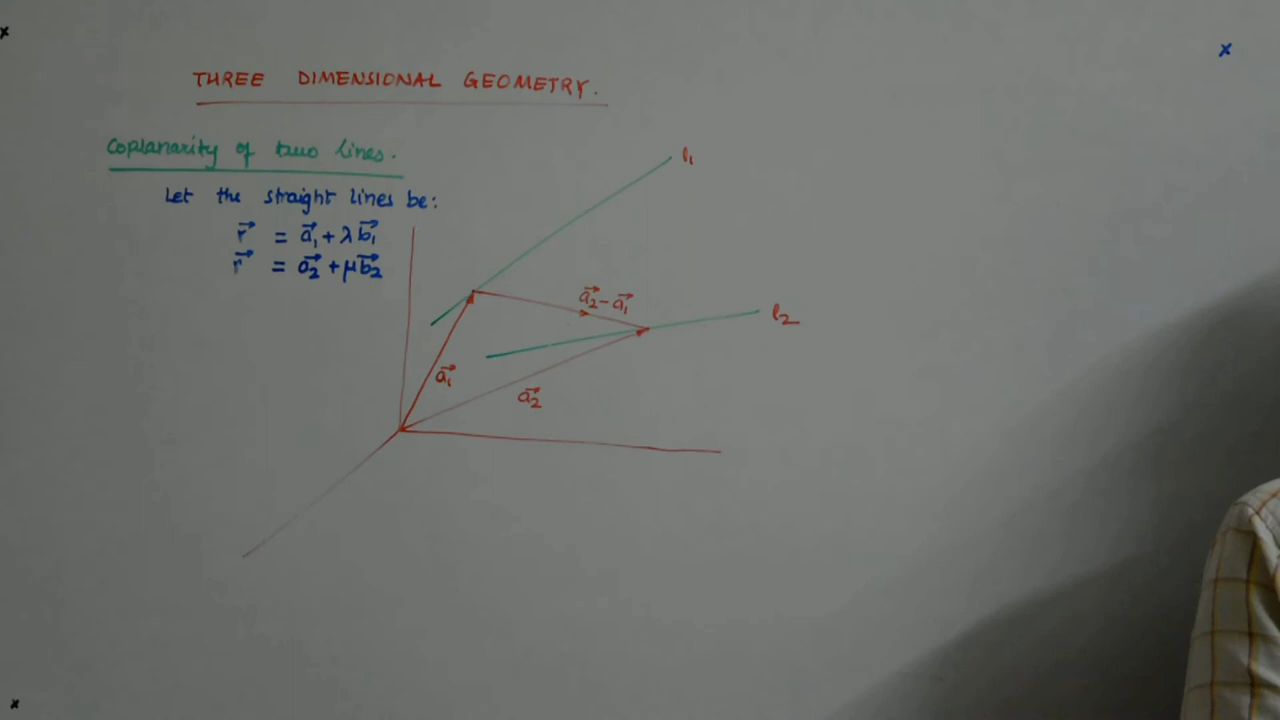 THREE DIMENSIONAL GEOMETRY.
Coplanarity of two lines.
Let the straight lines be:
r⃗ = a⃗₁ + λb⃗₁
r⃗ = a⃗₂ + μb⃗₂
l₁
a⃗₂ - a⃗₁
l₂
a⃗₁
a⃗₂